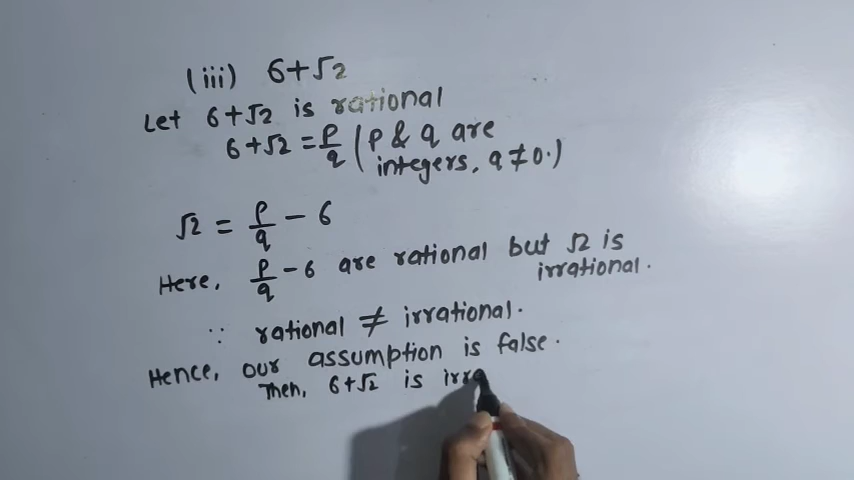 (iii) 6+√2
Let 6+√2 is rational
6+√2 = p/q (p & q are
integers, q ≠ 0.)
√2 = p/q - 6
Here, p/q - 6 are rational but √2 is
irrational.
∵ rational ≠ irrational.
Hence, our assumption is false.
Then, 6+√2 is irra